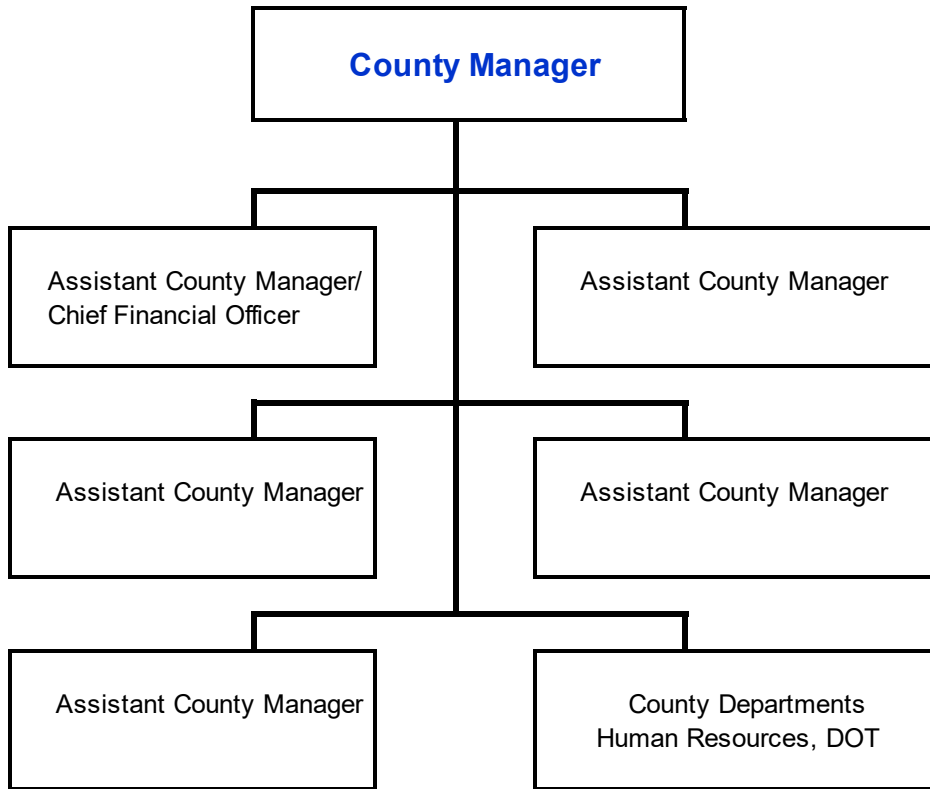 County Manager
Assistant County Manager/
Chief Financial Officer
Assistant County Manager
Assistant County Manager
Assistant County Manager
Assistant County Manager
County Departments
Human Resources, DOT